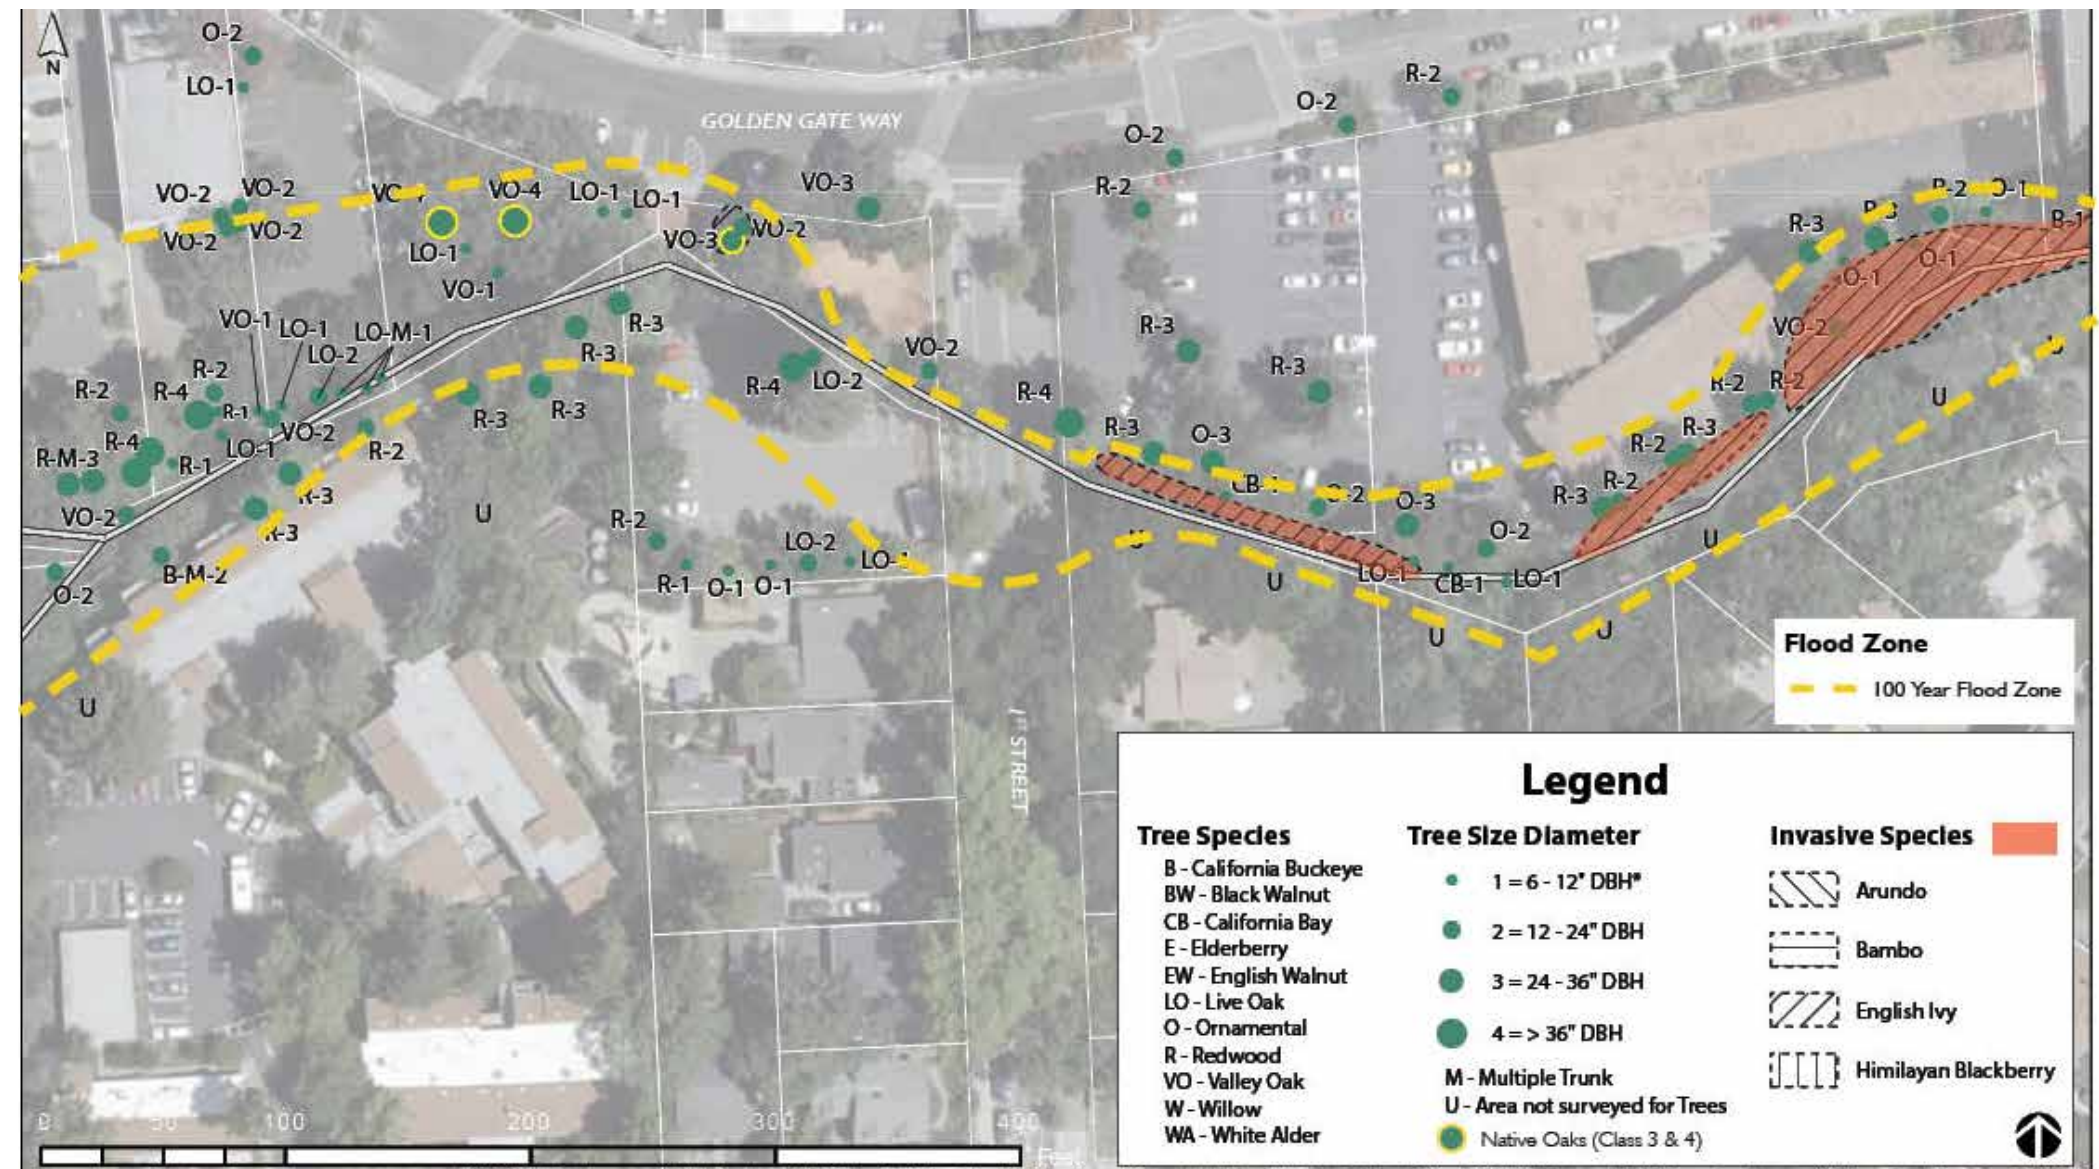 N
O-2
LO-1
GOLDEN GATE WAY
R-2
O-2
O-2
R-2
VO-2
VO-2
VO-2
VO-2
VO-4
LO-1
LO-1
LO-1
VO-1
VO-3
VO-3
VO-2
R-2
O-1
R-3
R-3
B-1
O-1
O-1
VO-2
VO-1
LO-1
LO-2
LO-M-1
R-3
R-3
R-3
R-3
R-4
LO-2
VO-2
R-3
R-3
R-4
R-2
R-2
U
U
R-2
R-4
R-2
R-1
LO-1
VO-2
R-2
R-4
R-M-3
R-1
R-3
R-3
VO-2
B-M-2
O-2
U
U
R-3
O-3
CB-1
O-2
O-3
O-2
R-3
R-2
R-2
R-3
U
U
U
U
U
LO-1
CB-1
LO-1
R-2
R-1
O-1
O-1
LO-2
LO-1
1ST STREET
Flood Zone
100 Year Flood Zone
Legend
Tree Species
B - California Buckeye
BW - Black Walnut
CB - California Bay
E - Elderberry
EW - English Walnut
LO - Live Oak
O - Ornamental
R - Redwood
VO - Valley Oak
W - Willow
WA - White Alder
Tree Size Diameter
1 = 6 - 12" DBH*
2 = 12 - 24" DBH
3 = 24 - 36" DBH
4 = > 36" DBH
M - Multiple Trunk
U - Area not surveyed for Trees
Native Oaks (Class 3 & 4)
Invasive Species
Arundo
Bambo
English Ivy
Himilayan Blackberry
0 50 100 200 300 400
Feet